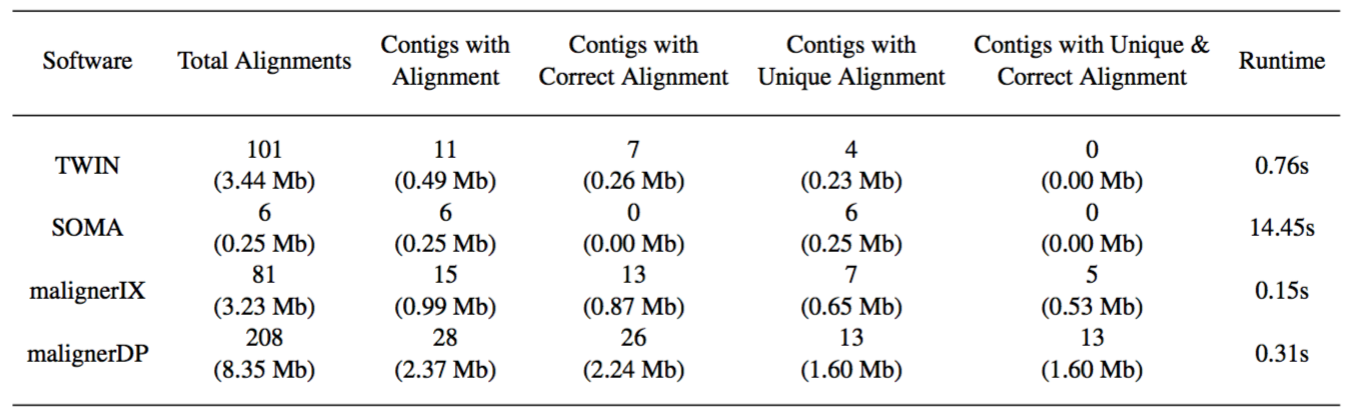 Software Total Alignments Contigs with Alignment Contigs with Correct Alignment Contigs with Unique Alignment Contigs with Unique & Correct Alignment Runtime
TWIN 101 11 7 4 0 0.76s
(3.44 Mb) (0.49 Mb) (0.26 Mb) (0.23 Mb) (0.00 Mb)
SOMA 6 6 0 6 0 14.45s
(0.25 Mb) (0.25 Mb) (0.00 Mb) (0.25 Mb) (0.00 Mb)
malignerIX 81 15 13 7 5 0.15s
(3.23 Mb) (0.99 Mb) (0.87 Mb) (0.65 Mb) (0.53 Mb)
malignerDP 208 28 26 13 13 0.31s
(8.35 Mb) (2.37 Mb) (2.24 Mb) (1.60 Mb) (1.60 Mb)